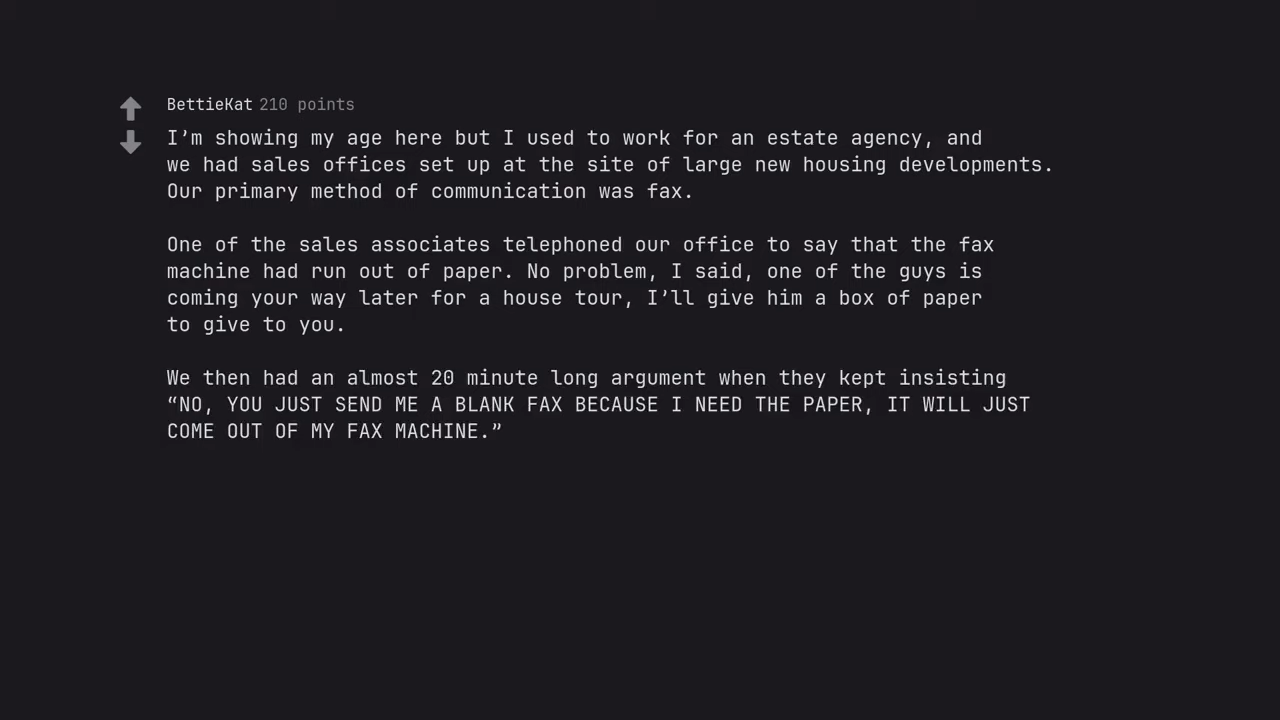 BettieKat 210 points
I’m showing my age here but I used to work for an estate agency, and
we had sales offices set up at the site of large new housing developments.
Our primary method of communication was fax.
One of the sales associates telephoned our office to say that the fax
machine had run out of paper. No problem, I said, one of the guys is
coming your way later for a house tour, I’ll give him a box of paper
to give to you.
We then had an almost 20 minute long argument when they kept insisting
“NO, YOU JUST SEND ME A BLANK FAX BECAUSE I NEED THE PAPER, IT WILL JUST
COME OUT OF MY FAX MACHINE.”